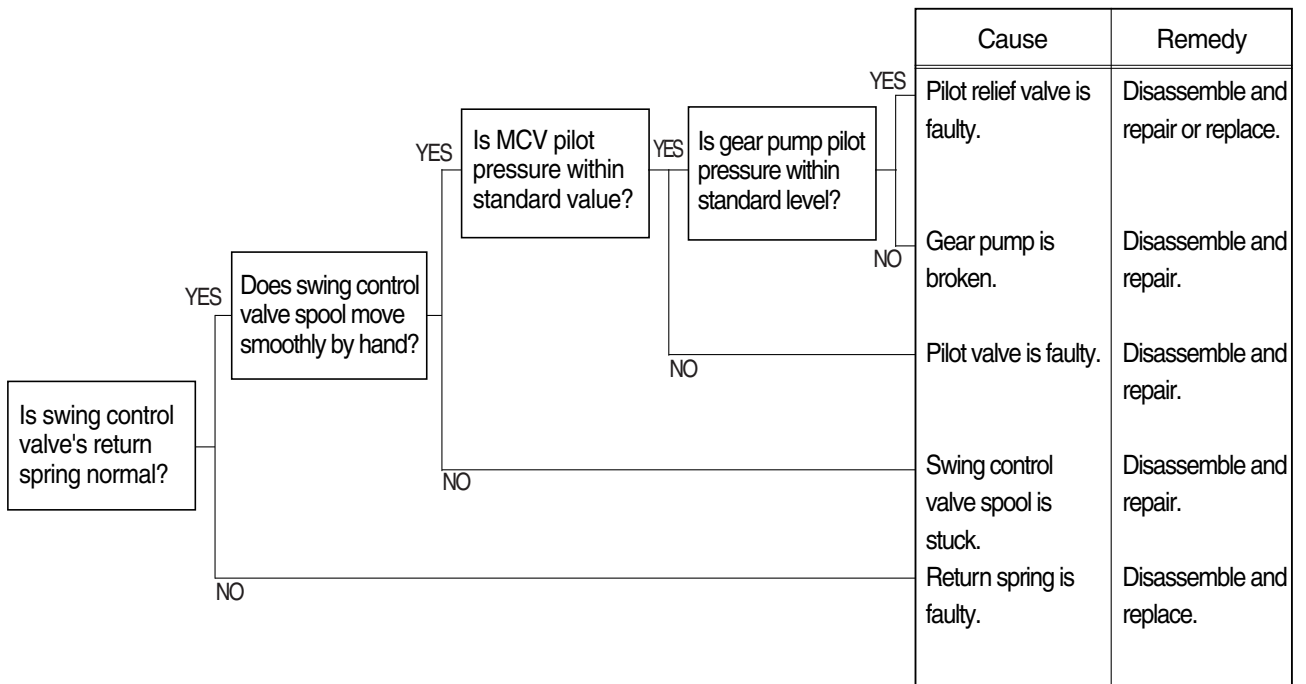 Cause
Remedy
YES
Pilot relief valve is
faulty.
Disassemble and
repair or replace.
YES
Is MCV pilot
pressure within
standard value?
YES
Is gear pump pilot
pressure within
standard level?
NO
Gear pump is
broken.
Disassemble and
repair.
YES
Does swing control
valve spool move
smoothly by hand?
NO
Pilot valve is faulty.
Disassemble and
repair.
Is swing control
valve's return
spring normal?
NO
Swing control
valve spool is
stuck.
Disassemble and
repair.
NO
Return spring is
faulty.
Disassemble and
replace.